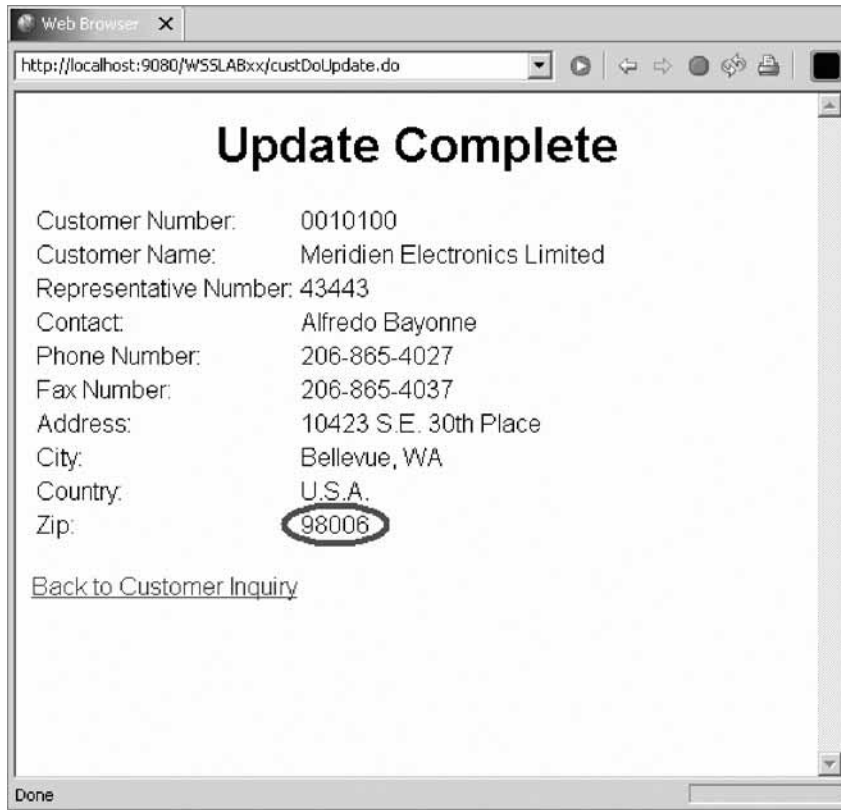 Web Browser
http://localhost:9080/WSSLABxx/custDoUpdate.do
Update Complete
Customer Number: 0010100
Customer Name: Meridien Electronics Limited
Representative Number: 43443
Contact: Alfredo Bayonne
Phone Number: 206-865-4027
Fax Number: 206-865-4037
Address: 10423 S.E. 30th Place
City: Bellevue, WA
Country: U.S.A.
Zip: 98006
Back to Customer Inquiry
Done